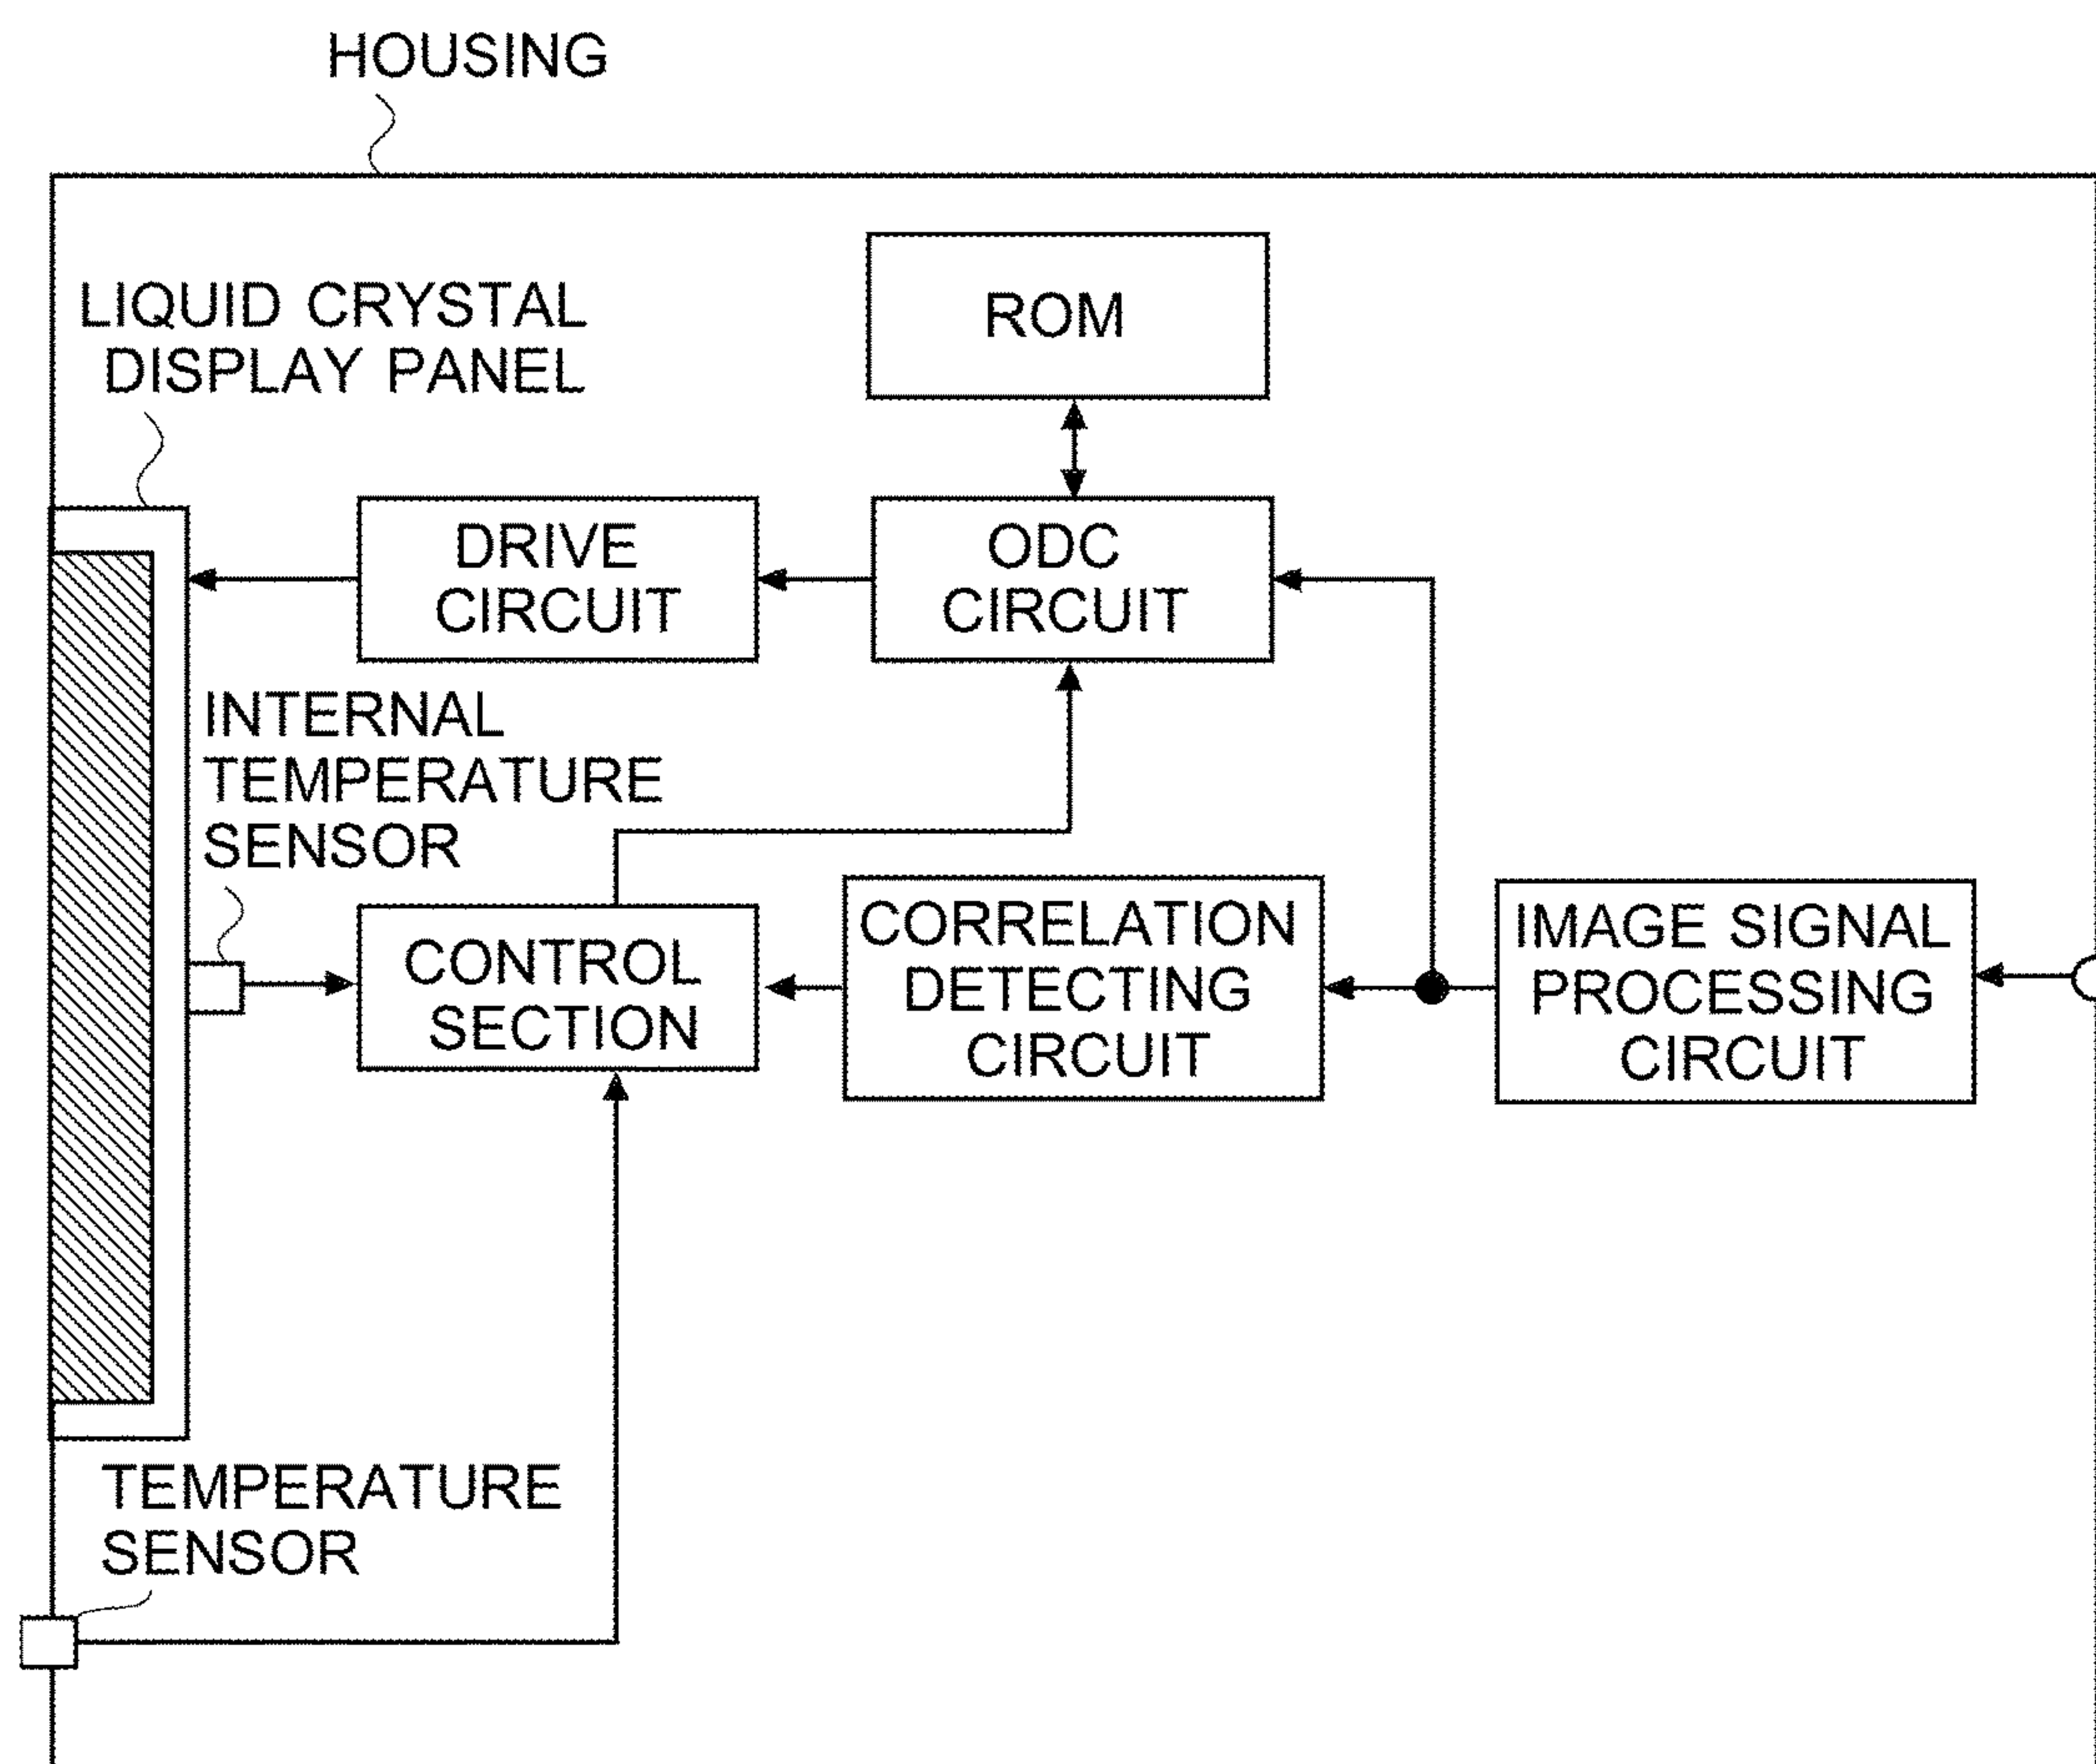 HOUSING
ROM
LIQUID CRYSTAL
DISPLAY PANEL
DRIVE
CIRCUIT
ODC
CIRCUIT
INTERNAL
TEMPERATURE
SENSOR
CONTROL
SECTION
CORRELATION
DETECTING
CIRCUIT
IMAGE SIGNAL
PROCESSING
CIRCUIT
TEMPERATURE
SENSOR